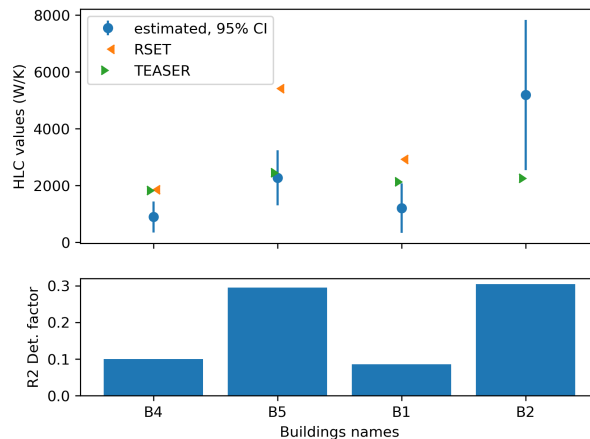 8000
6000
4000
2000
0
HLC values (W/K)
estimated, 95% CI
RSET
TEASER
0.3
0.2
0.1
0.0
R2 Det. factor
B4 B5 B1 B2
Buildings names